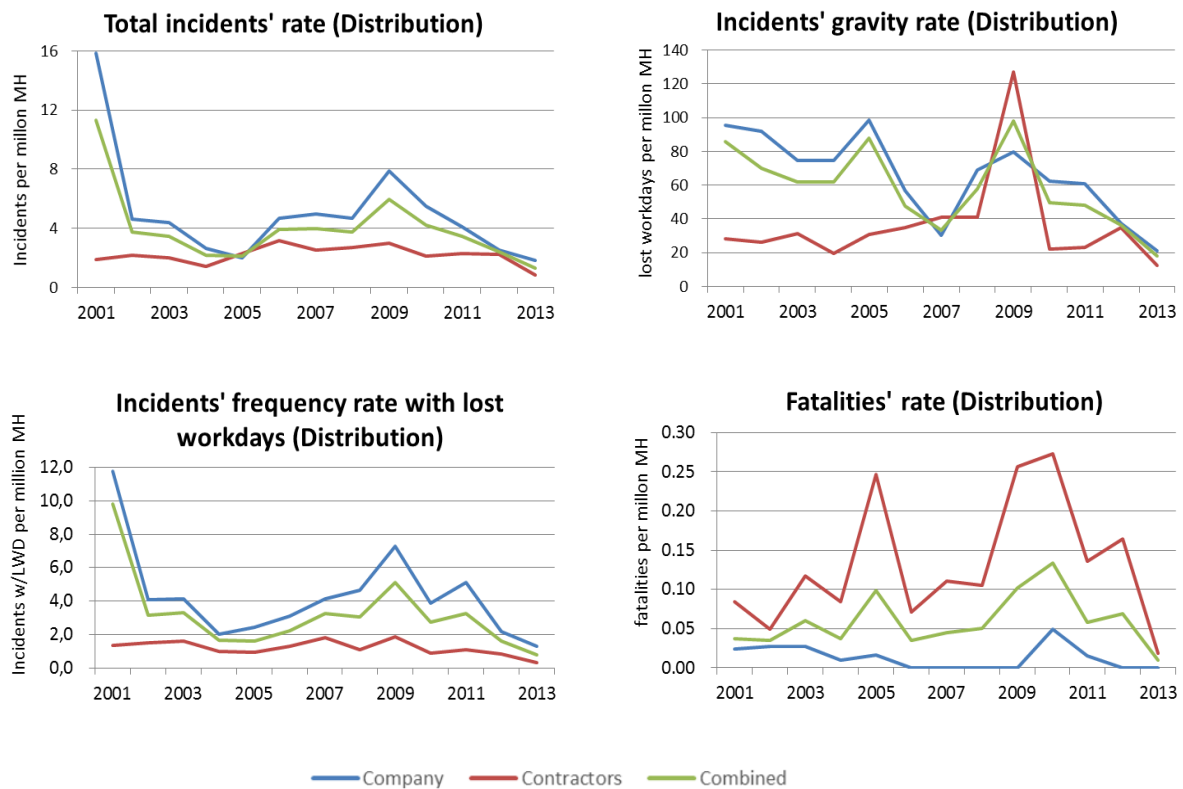 Total incidents' rate (Distribution)
Incidents per millon MH
16
12
8
4
0
2001 2003 2005 2007 2009 2011 2013
Incidents' gravity rate (Distribution)
lost workdays per millon MH
140
120
100
80
60
40
20
0
2001 2003 2005 2007 2009 2011 2013
Incidents' frequency rate with lost
workdays (Distribution)
Incidents w/LWD per million MH
12,0
10,0
8,0
6,0
4,0
2,0
0,0
2001 2003 2005 2007 2009 2011 2013
Fatalities' rate (Distribution)
fatalities per millon MH
0.30
0.25
0.20
0.15
0.10
0.05
0.00
2001 2003 2005 2007 2009 2011 2013
Company Contractors Combined